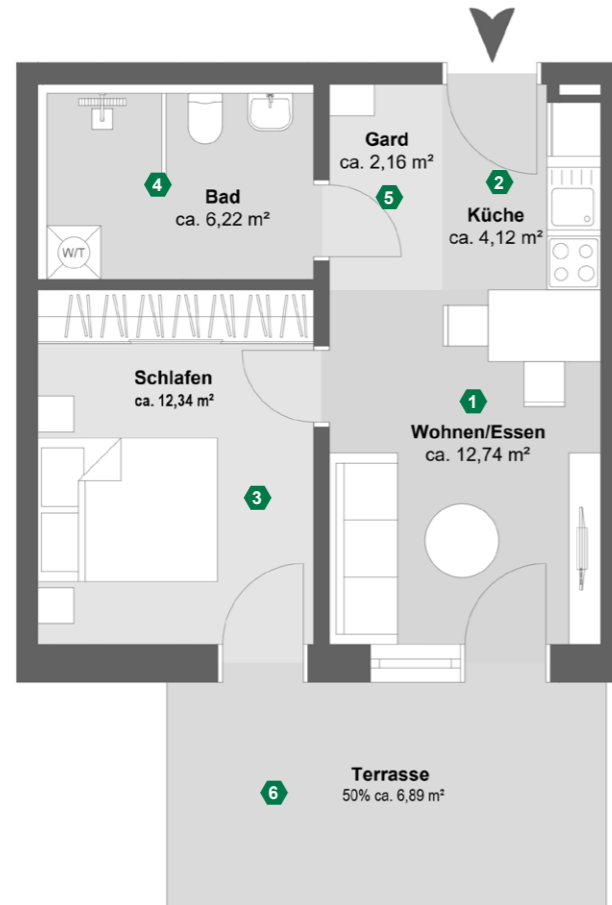 Gard
ca. 2,16 m²
5
2
Küche
ca. 4,12 m²
4
Bad
ca. 6,22 m²
W/T
Schlafen
ca. 12,34 m²
3
1
Wohnen/Essen
ca. 12,74 m²
6
Terrasse
50% ca. 6,89 m²